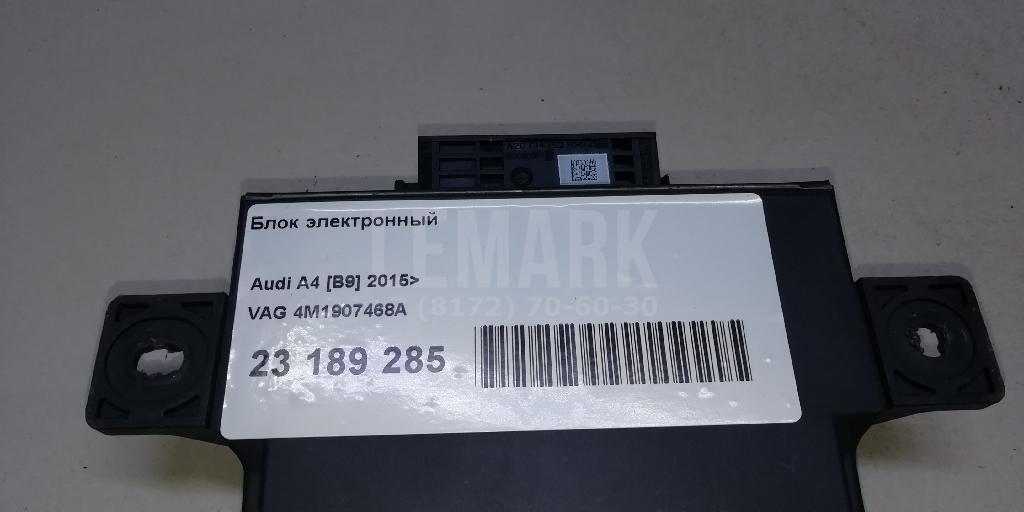 Блок электронный
LEMARK
Audi A4 [B9] 2015>
(8172) 70-60-30
VAG 4M1907468A
23 189 285